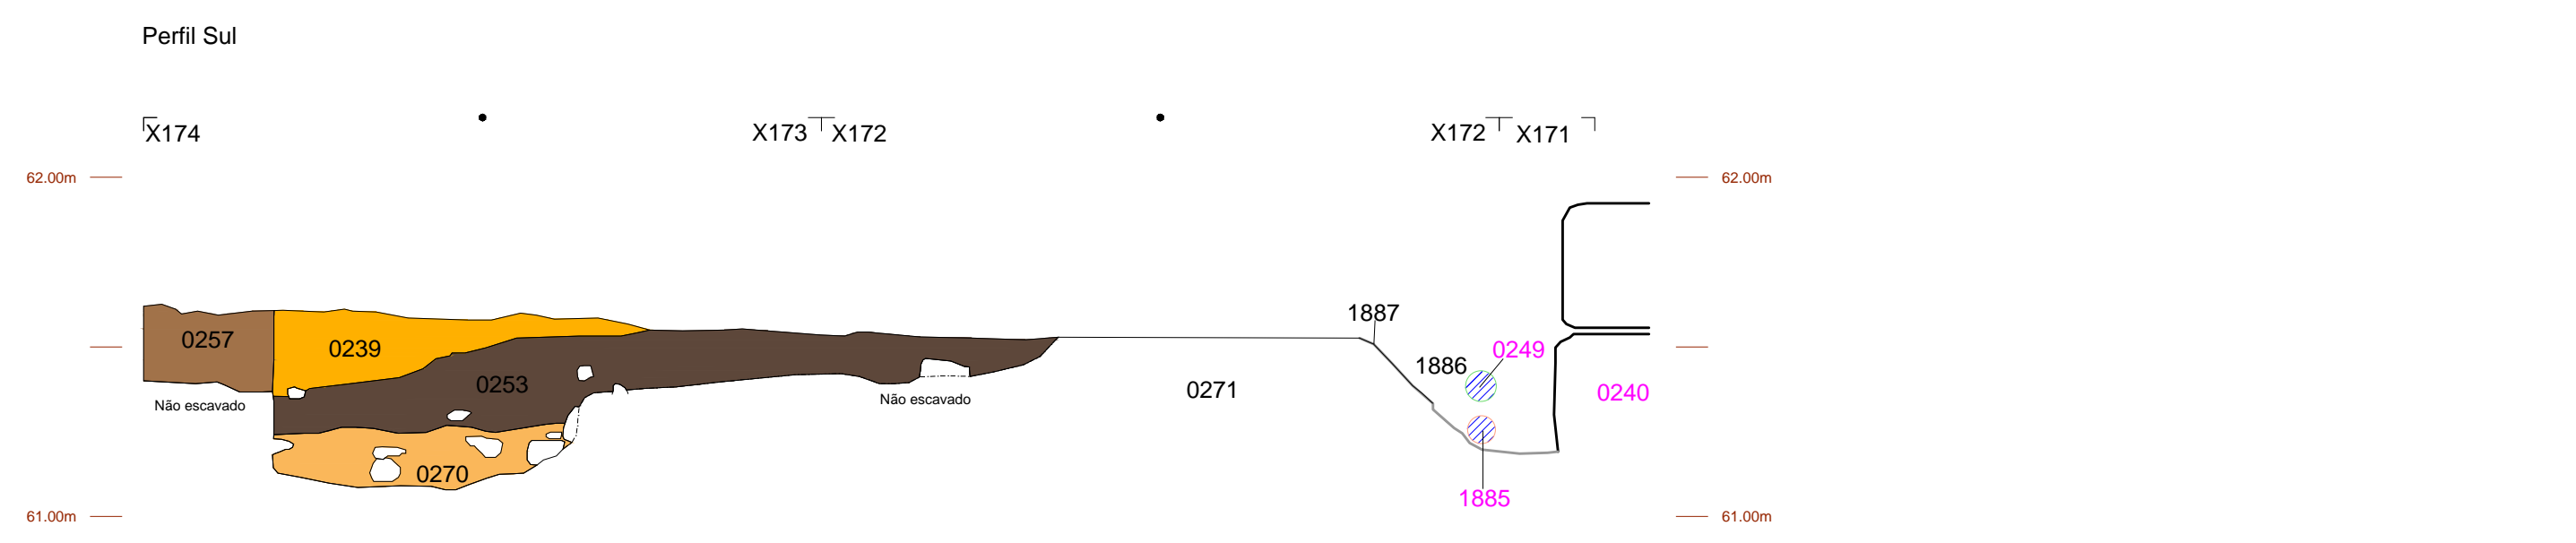 Perfil Sul
X174
X173 X172
X172 X171
62.00m
62.00m
1887
0257
0239
0249
1886
0253
0271
0240
Não escavado
Não escavado
0270
1885
61.00m
61.00m